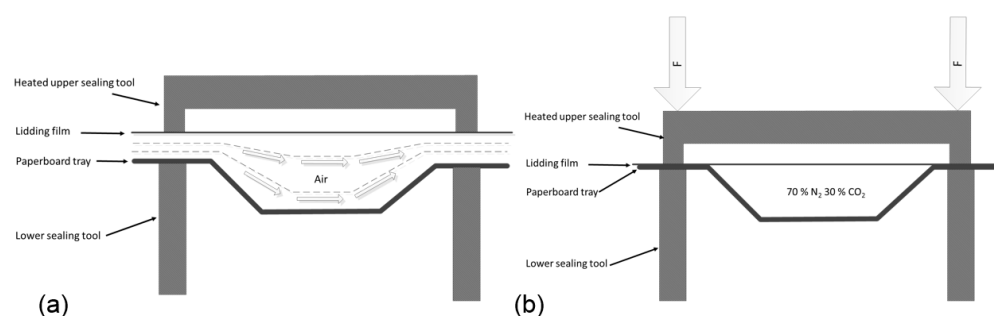 Heated upper sealing tool
Lidding film
Paperboard tray
Air
Lower sealing tool
(a)
F
F
Heated upper sealing tool
Lidding film
Paperboard tray
70 % N₂ 30 % CO₂
Lower sealing tool
(b)